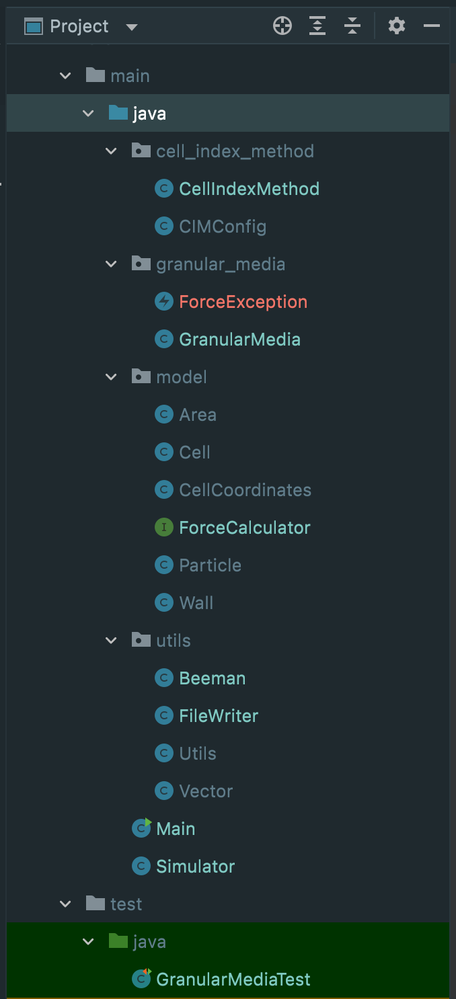 Project
main
java
cell_index_method
CellIndexMethod
CIMConfig
granular_media
ForceException
GranularMedia
model
Area
Cell
CellCoordinates
ForceCalculator
Particle
Wall
utils
Beeman
FileWriter
Utils
Vector
Main
Simulator
test
java
GranularMediaTest